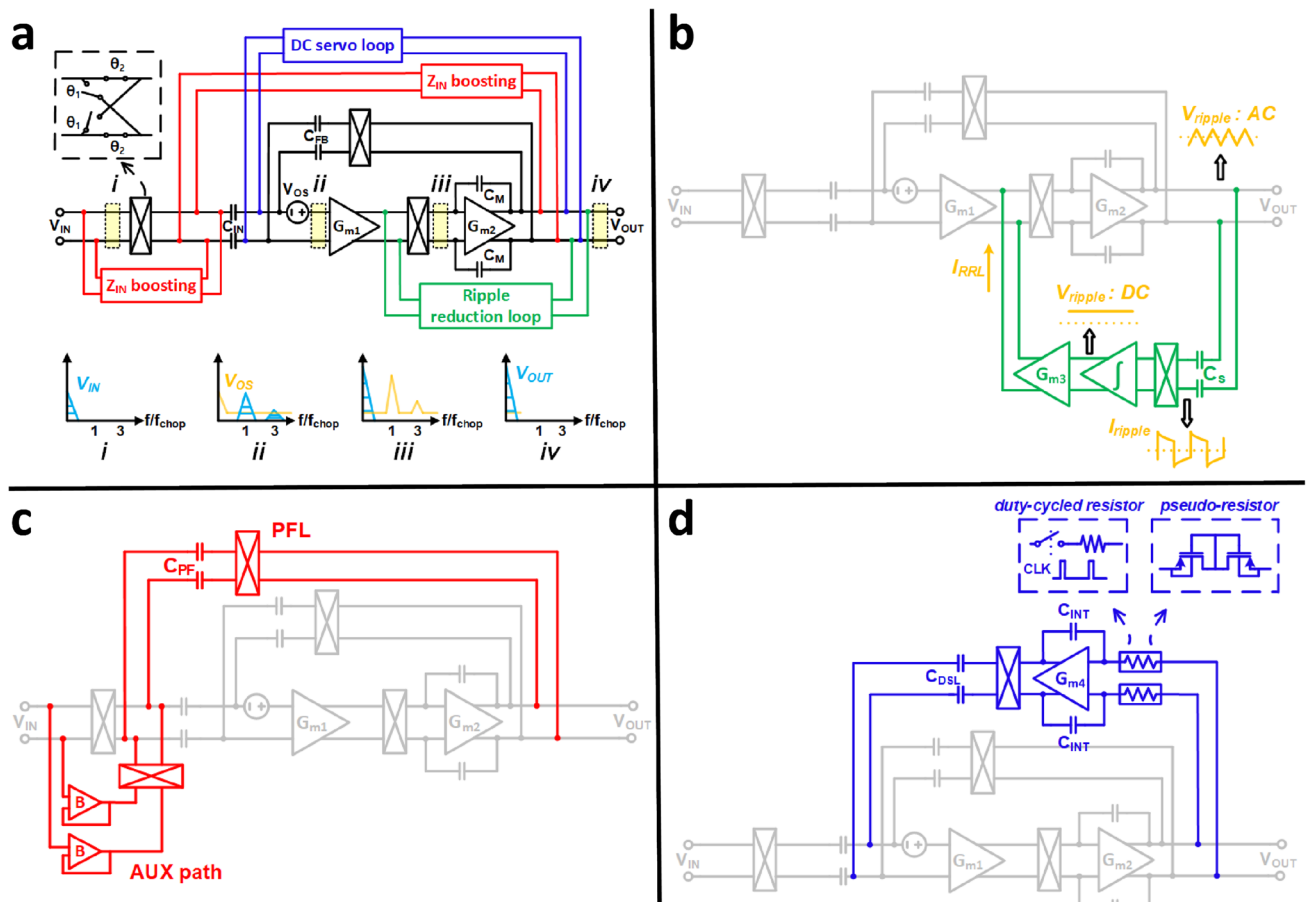 a
θ2
θ1
θ1
θ2
DC servo loop
ZIN boosting
CFB
i
VOS
ii
iii
CM
iv
VIN
CIN
Gm1
Gm2
VOUT
CM
ZIN boosting
Ripple
reduction loop
VIN
f/fchop
1 3
i
VOS
f/fchop
1 3
ii
f/fchop
1 3
iii
VOUT
f/fchop
1 3
iv
b
Vripple : AC
VIN
Gm1
Gm2
VOUT
IRRL
Vripple : DC
Gm3
∫
CS
Iripple
c
PFL
CPF
VIN
Gm1
Gm2
VOUT
B
B
AUX path
d
duty-cycled resistor
pseudo-resistor
CLK
CINT
CDSL
Gm4
CINT
VIN
Gm1
Gm2
VOUT